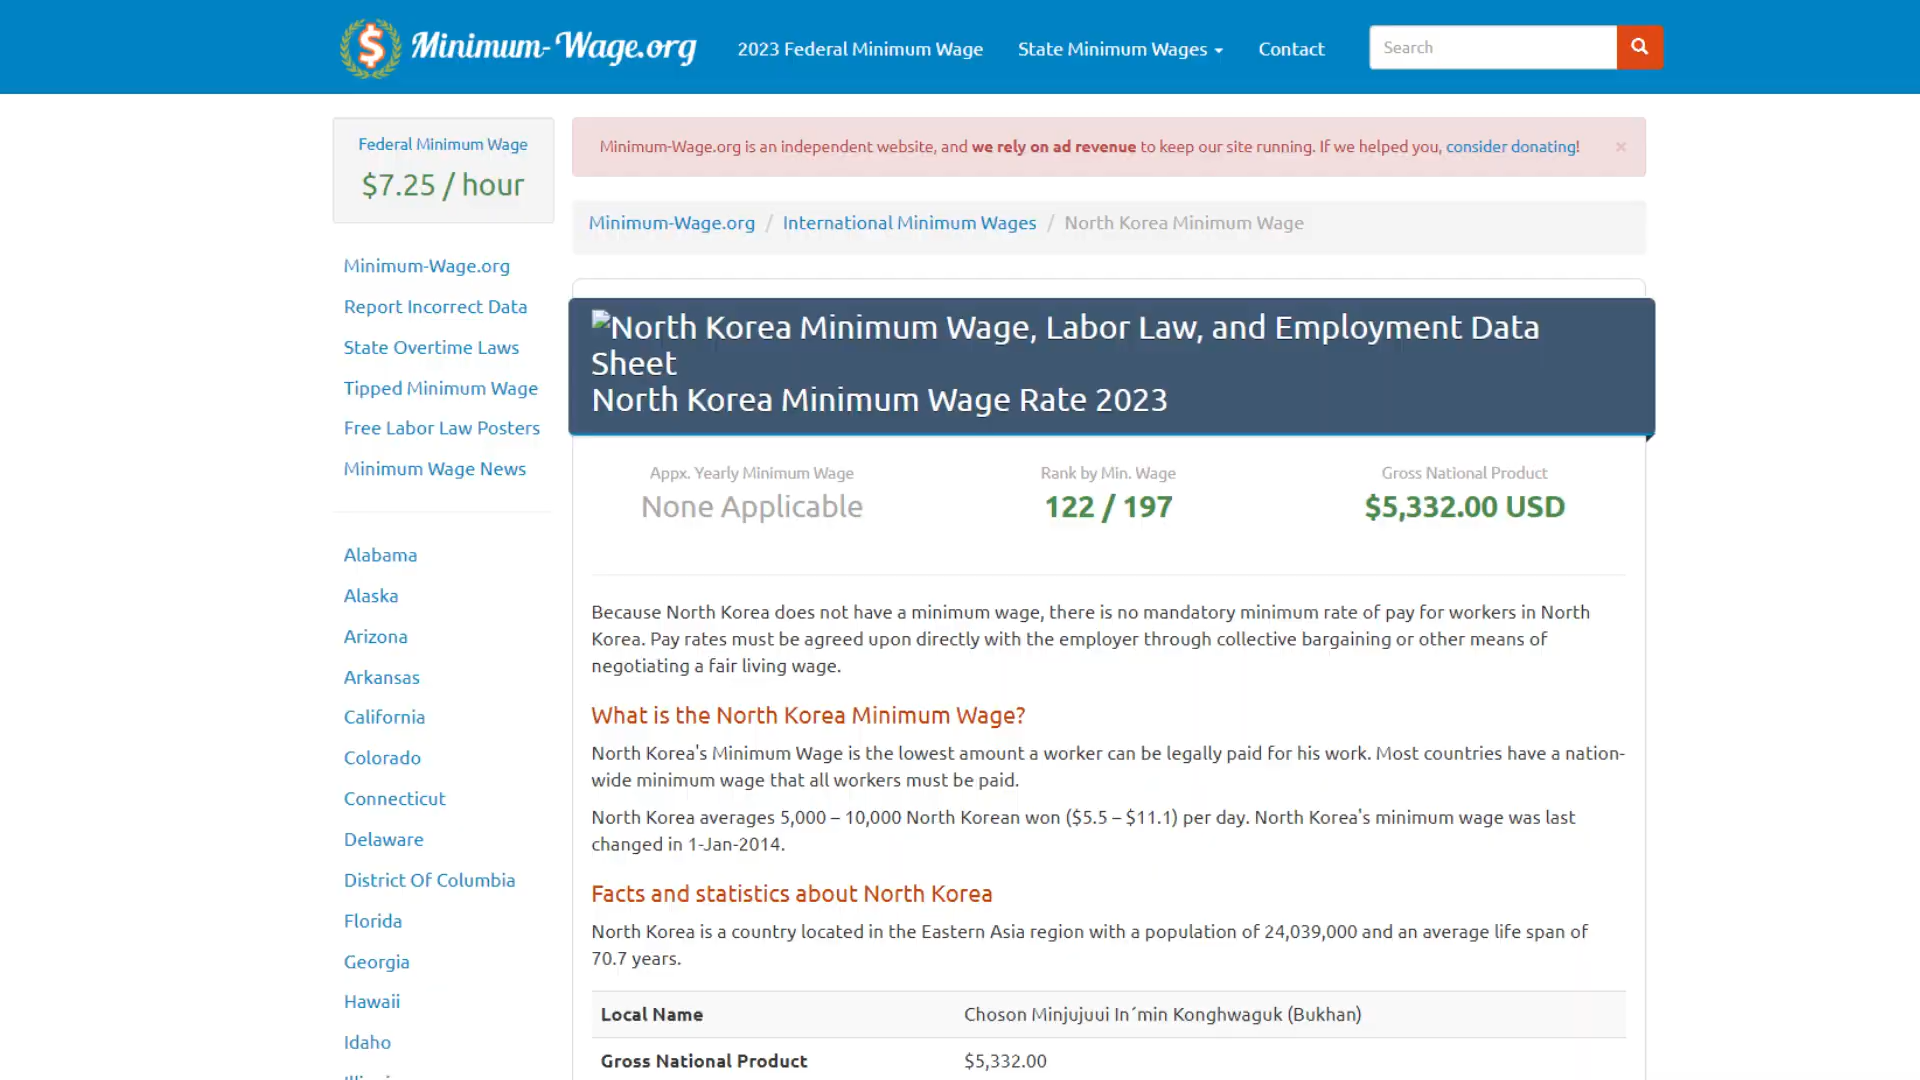 Minimum-Wage.org
2023 Federal Minimum Wage
State Minimum Wages
Contact
Search
Federal Minimum Wage
$7.25 / hour
Minimum-Wage.org
Report Incorrect Data
State Overtime Laws
Tipped Minimum Wage
Free Labor Law Posters
Minimum Wage News
Alabama
Alaska
Arizona
Arkansas
California
Colorado
Connecticut
Delaware
District Of Columbia
Florida
Georgia
Hawaii
Idaho
Minimum-Wage.org is an independent website, and we rely on ad revenue to keep our site running. If we helped you, consider donating! ×
Minimum-Wage.org / International Minimum Wages / North Korea Minimum Wage
North Korea Minimum Wage, Labor Law, and Employment Data
Sheet
North Korea Minimum Wage Rate 2023
Appx. Yearly Minimum Wage
None Applicable
Rank by Min. Wage
122 / 197
Gross National Product
$5,332.00 USD
Because North Korea does not have a minimum wage, there is no mandatory minimum rate of pay for workers in North
Korea. Pay rates must be agreed upon directly with the employer through collective bargaining or other means of
negotiating a fair living wage.
What is the North Korea Minimum Wage?
North Korea's Minimum Wage is the lowest amount a worker can be legally paid for his work. Most countries have a nation-
wide minimum wage that all workers must be paid.
North Korea averages 5,000 – 10,000 North Korean won ($5.5 – $11.1) per day. North Korea's minimum wage was last
changed in 1-Jan-2014.
Facts and statistics about North Korea
North Korea is a country located in the Eastern Asia region with a population of 24,039,000 and an average life span of
70.7 years.
Local Name Choson Minjujuui In´min Konghwaguk (Bukhan)
Gross National Product $5,332.00